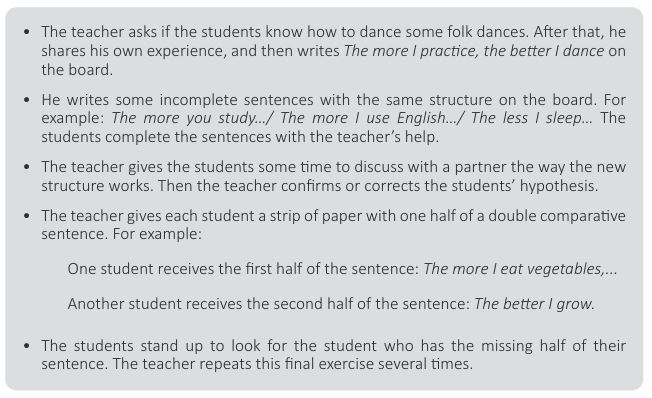 • The teacher asks if the students know how to dance some folk dances. After that, he
shares his own experience, and then writes The more I practice, the better I dance on
the board.
• He writes some incomplete sentences with the same structure on the board. For
example: The more you study.../ The more I use English.../ The less I sleep... The
students complete the sentences with the teacher's help.
• The teacher gives the students some time to discuss with a partner the way the new
structure works. Then the teacher confirms or corrects the students' hypothesis.
• The teacher gives each student a strip of paper with one half of a double comparative
sentence. For example:
One student receives the first half of the sentence: The more I eat vegetables,...
Another student receives the second half of the sentence: The better I grow.
• The students stand up to look for the student who has the missing half of their
sentence. The teacher repeats this final exercise several times.